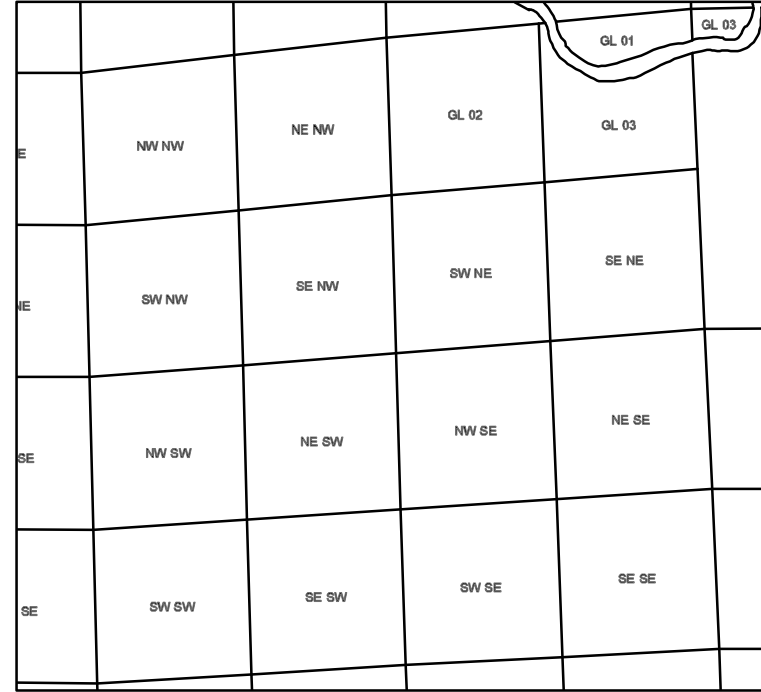 GL 03
GL 01
GL 02
GL 03
NE NW
NW NW
E
SE NE
SW NE
SE NW
SW NW
NE
NE SE
NW SE
NE SW
NW SW
SE
SE SE
SW SE
SE SW
SW SW
SE